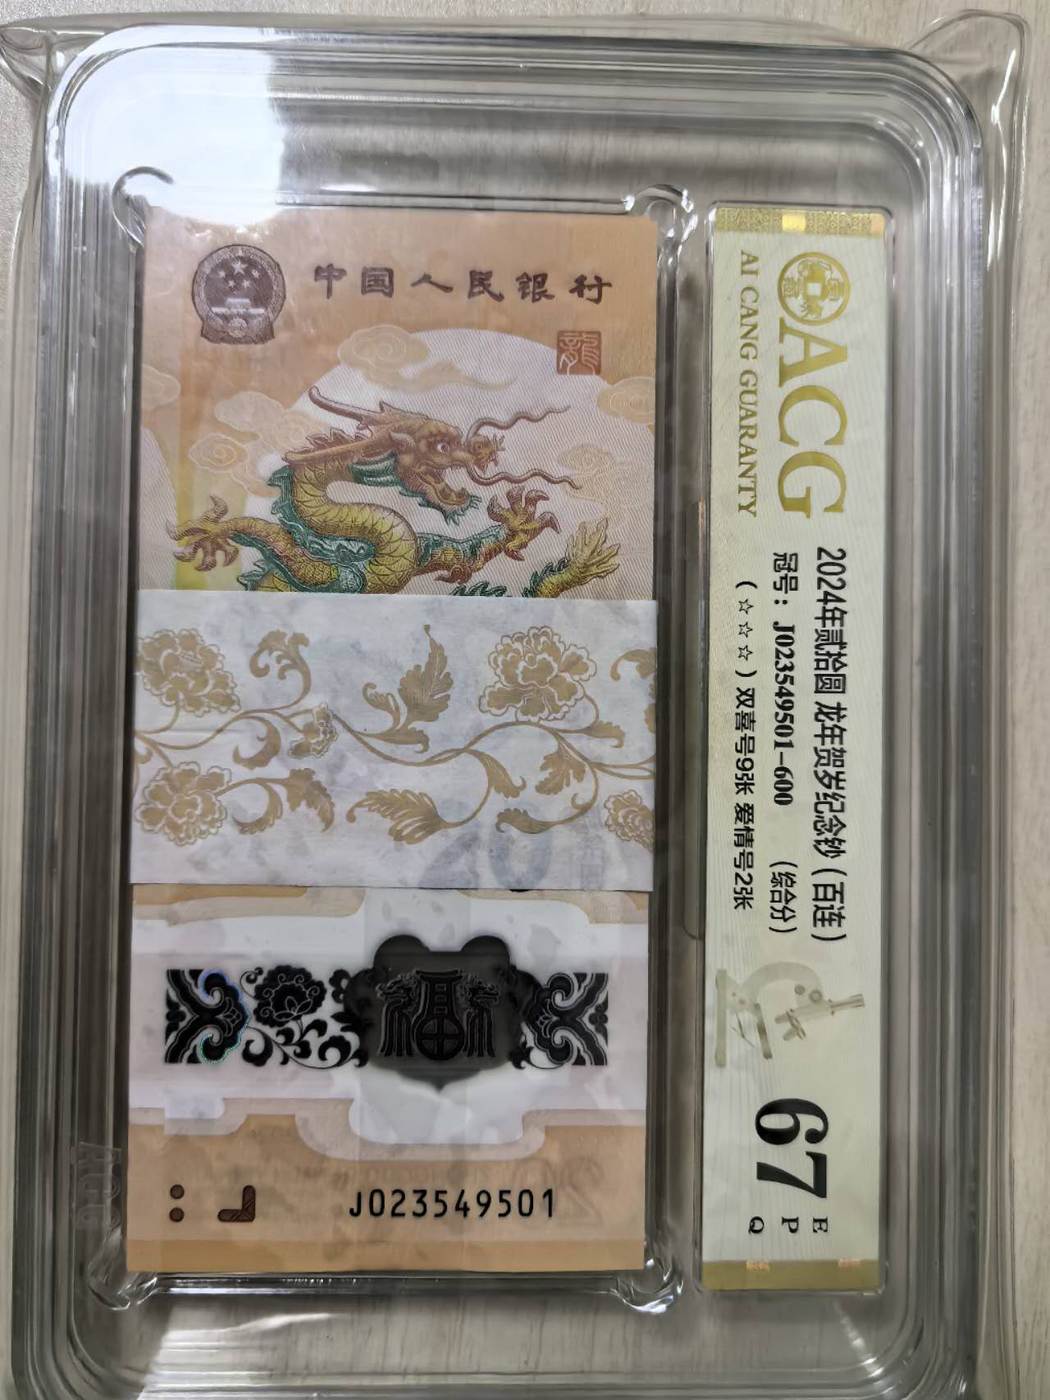 中国人民银行
龍
福
J023549501
ACG
AI CANG GUARANTY
2024年贰拾圆 龙年贺岁纪念钞（百连）
冠号：J023549501-600 （综合分）
（☆☆☆）双喜号9张 爱情号2张
67
E
P
Q